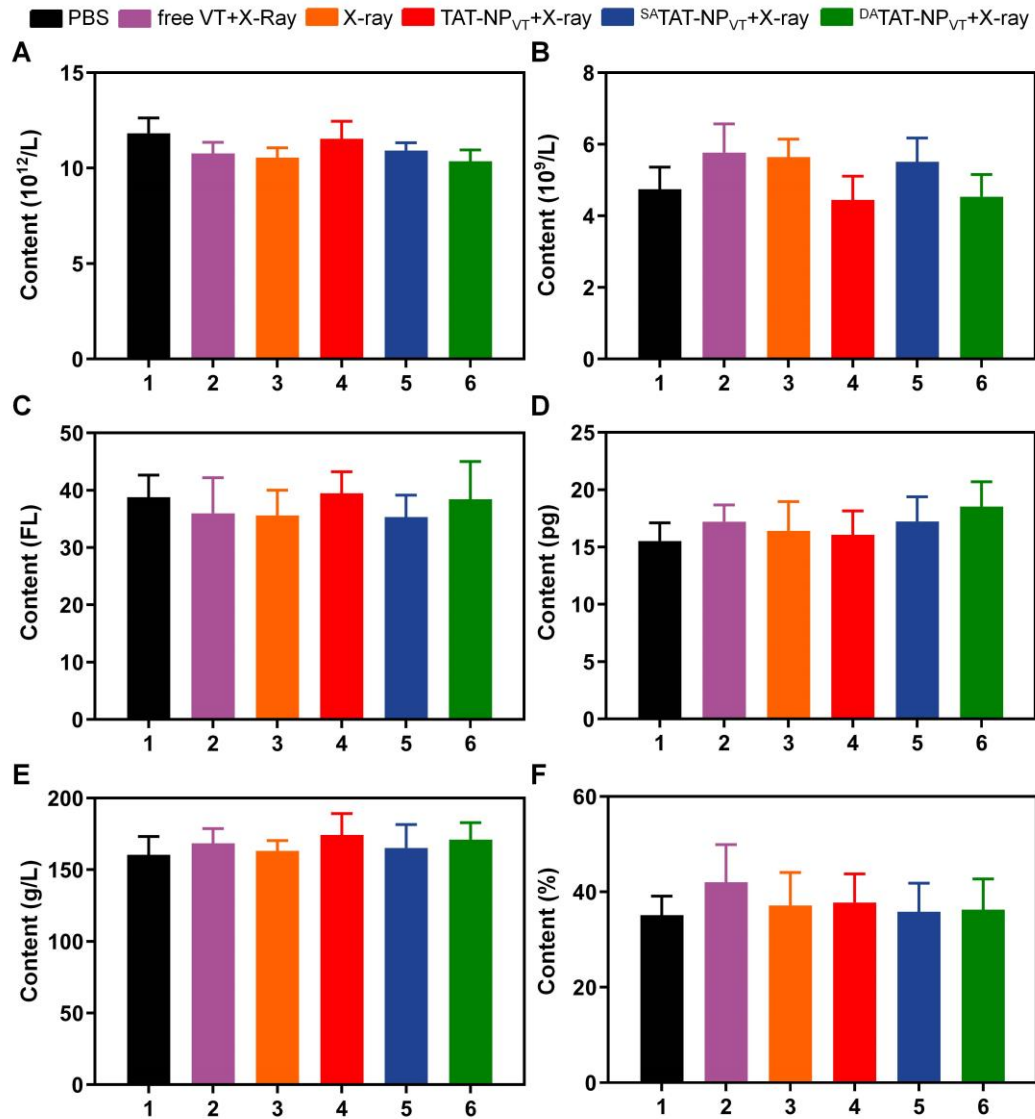 PBS free VT+X-Ray X-ray TAT-NPVT+X-ray SATAT-NPVT+X-ray DATAT-NPVT+X-ray
A
Content (10¹²/L)
15
10
5
0
1 2 3 4 5 6
B
Content (10⁹/L)
8
6
4
2
0
1 2 3 4 5 6
C
Content (FL)
50
40
30
20
10
0
1 2 3 4 5 6
D
Content (pg)
25
20
15
10
5
0
1 2 3 4 5 6
E
Content (g/L)
200
150
100
50
0
1 2 3 4 5 6
F
Content (%)
60
40
20
0
1 2 3 4 5 6